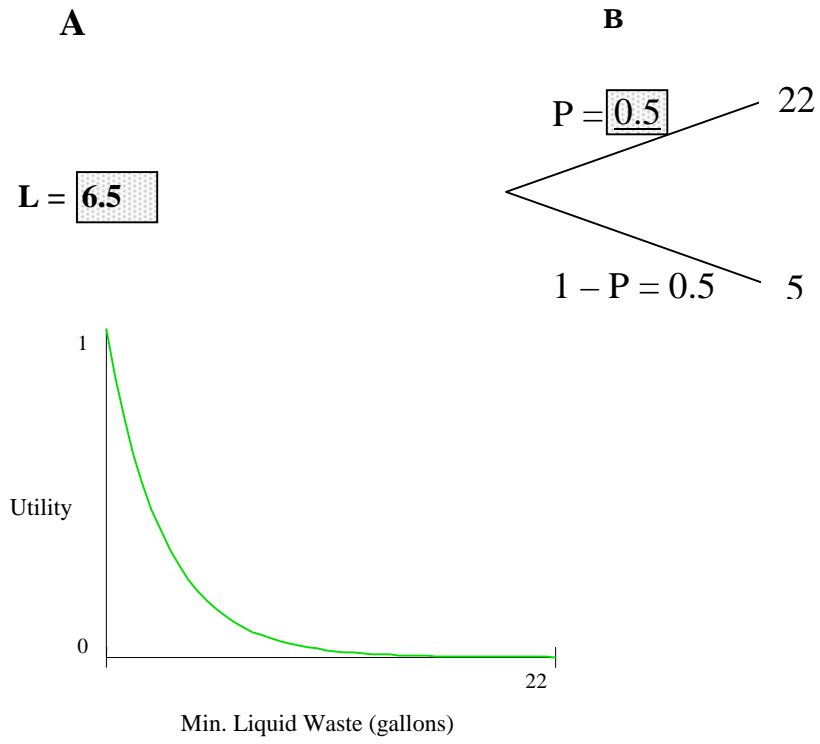 A
B
P = 0.5
22
L = 6.5
1 – P = 0.5
5
1
Utility
0
22
Min. Liquid Waste (gallons)